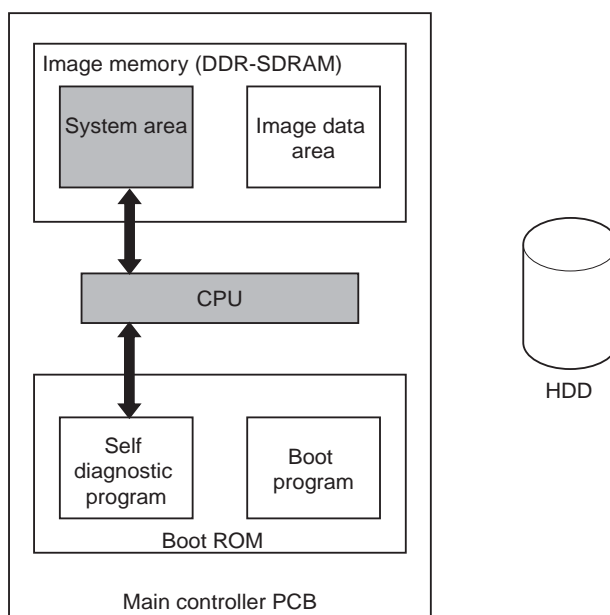 Image memory (DDR-SDRAM)
System area
Image data
area
CPU
HDD
Self
diagnostic
program
Boot
program
Boot ROM
Main controller PCB